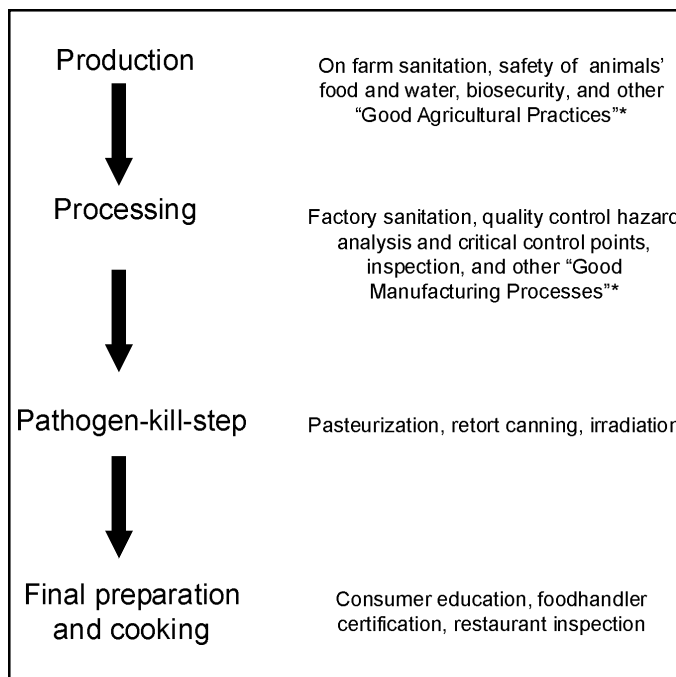 Production
On farm sanitation, safety of animals’
food and water, biosecurity, and other
“Good Agricultural Practices”*
Processing
Factory sanitation, quality control hazard
analysis and critical control points,
inspection, and other “Good
Manufacturing Processes”*
Pathogen-kill-step
Pasteurization, retort canning, irradiation
Final preparation
and cooking
Consumer education, foodhandler
certification, restaurant inspection